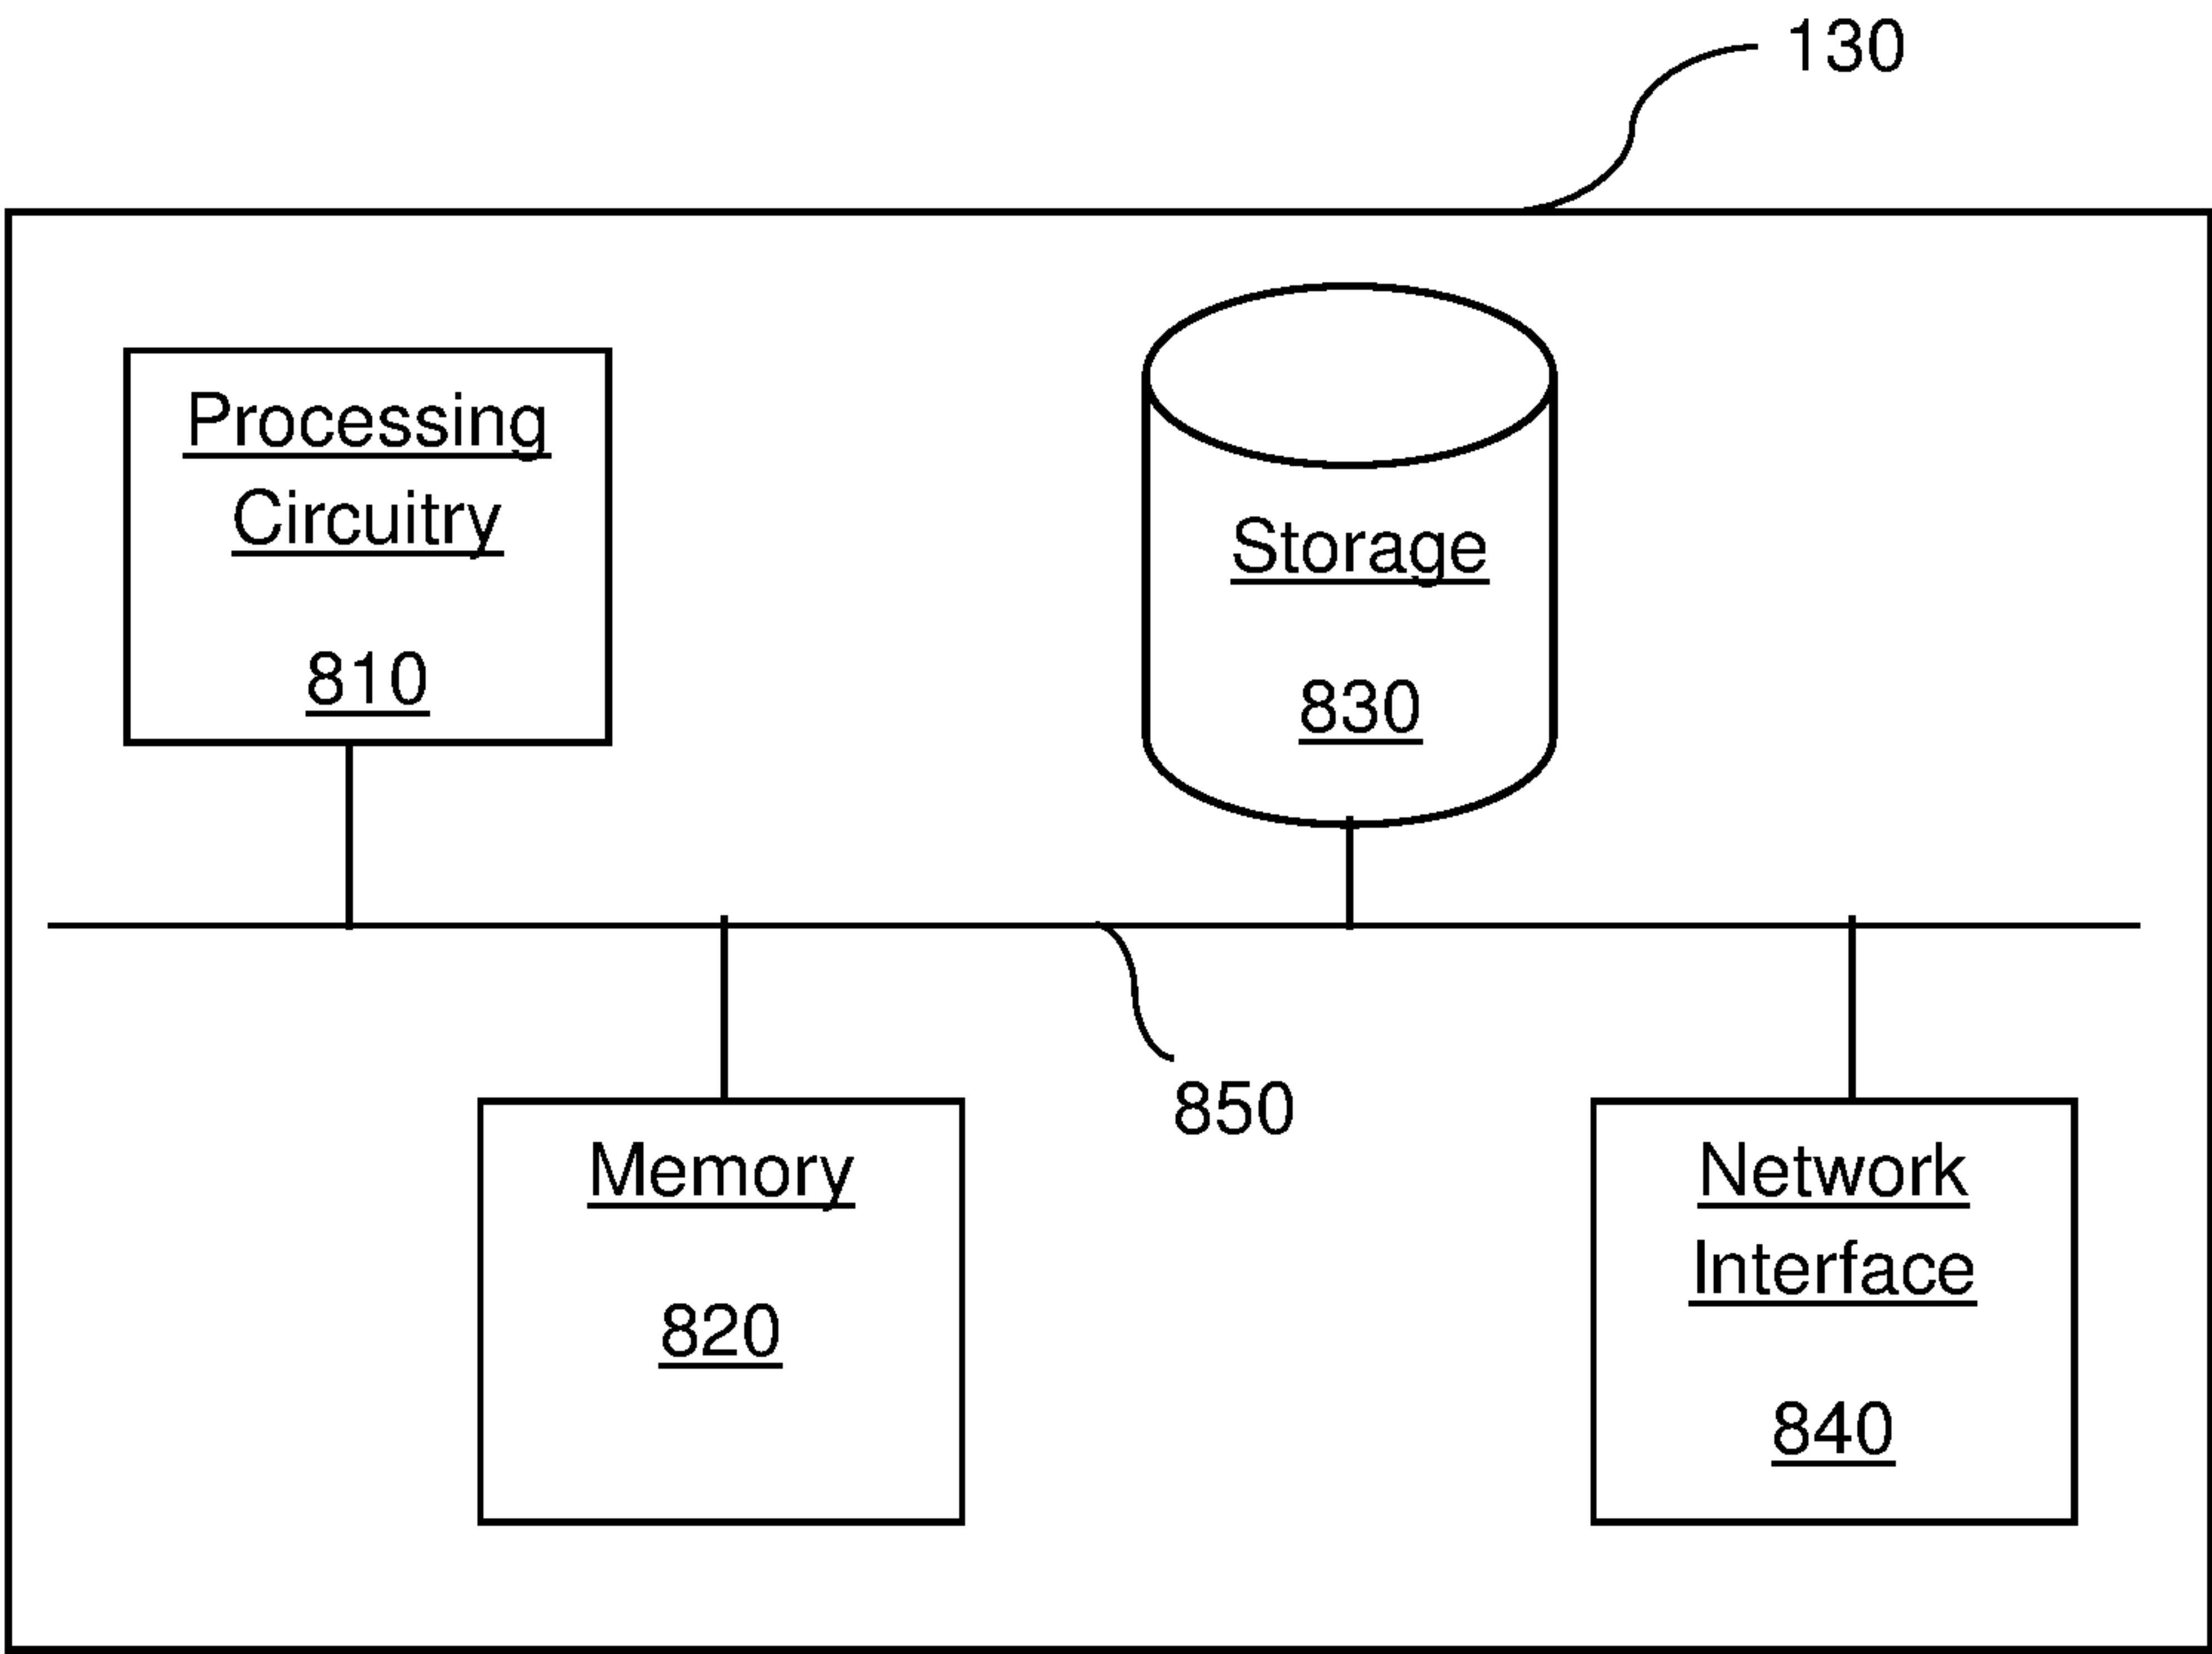 130
Processing
Circuitry
810
Storage
830
850
Memory
820
Network
Interface
840